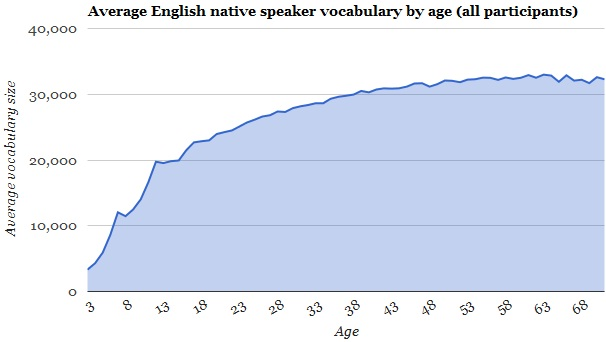 Average English native speaker vocabulary by age (all participants)
40,000
30,000
20,000
10,000
0
Average vocabulary size
3 8 13 18 23 28 33 38 43 48 53 58 63 68
Age